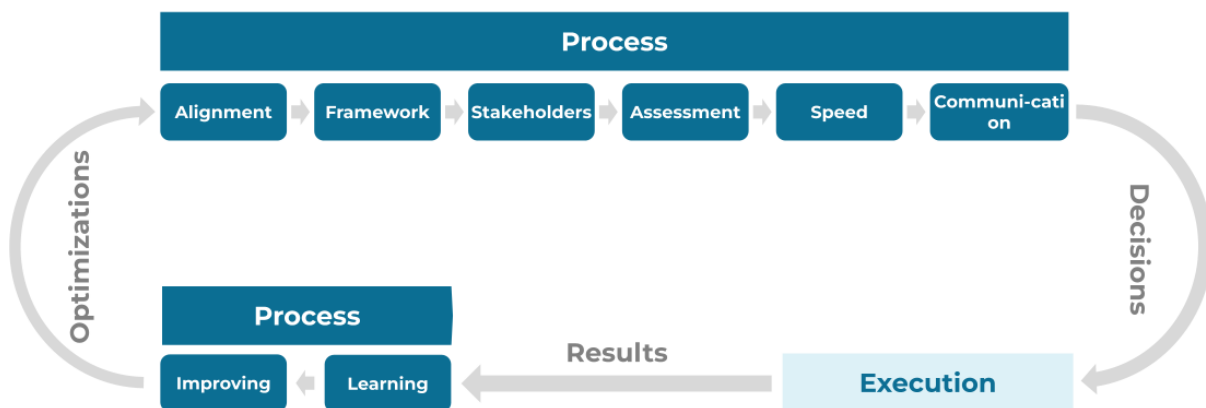 Process
Alignment
Framework
Stakeholders
Assessment
Speed
Communi-cati
on
Optimizations
Decisions
Process
Improving
Learning
Results
Execution